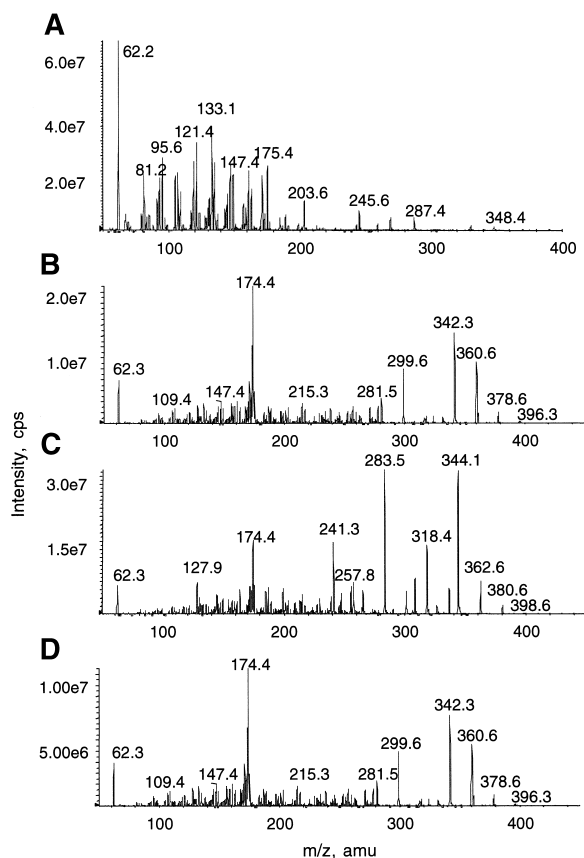 A
6.0e7
4.0e7
2.0e7
62.2
81.2
95.6
121.4
133.1
147.4
175.4
203.6
245.6
287.4
348.4
100 200 300 400
B
2.0e7
1.0e7
62.3
109.4
147.4
174.4
215.3
281.5
299.6
342.3
360.6
378.6
396.3
100 200 300 400
C
3.0e7
1.5e7
62.3
127.9
174.4
241.3
257.8
283.5
318.4
344.1
362.6
380.6
398.6
100 200 300 400
D
1.00e7
5.00e6
62.3
109.4
147.4
174.4
215.3
281.5
299.6
342.3
360.6
378.6
396.3
100 200 300 400
Intensity, cps
m/z, amu